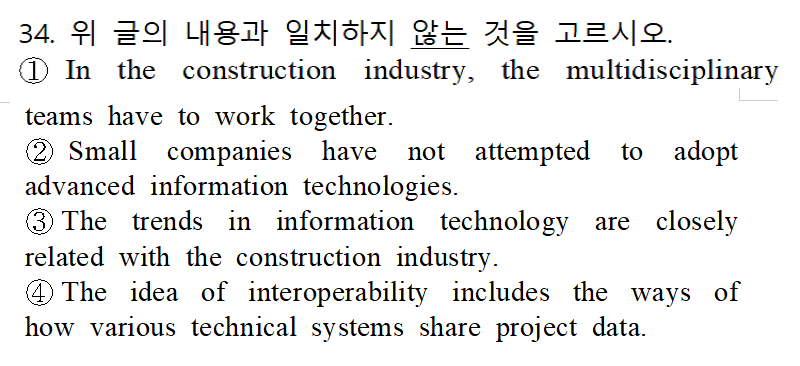 34. 위 글의 내용과 일치하지 않는 것을 고르시오.
① In the construction industry, the multidisciplinary
teams have to work together.
② Small companies have not attempted to adopt
advanced information technologies.
③ The trends in information technology are closely
related with the construction industry.
④ The idea of interoperability includes the ways of
how various technical systems share project data.